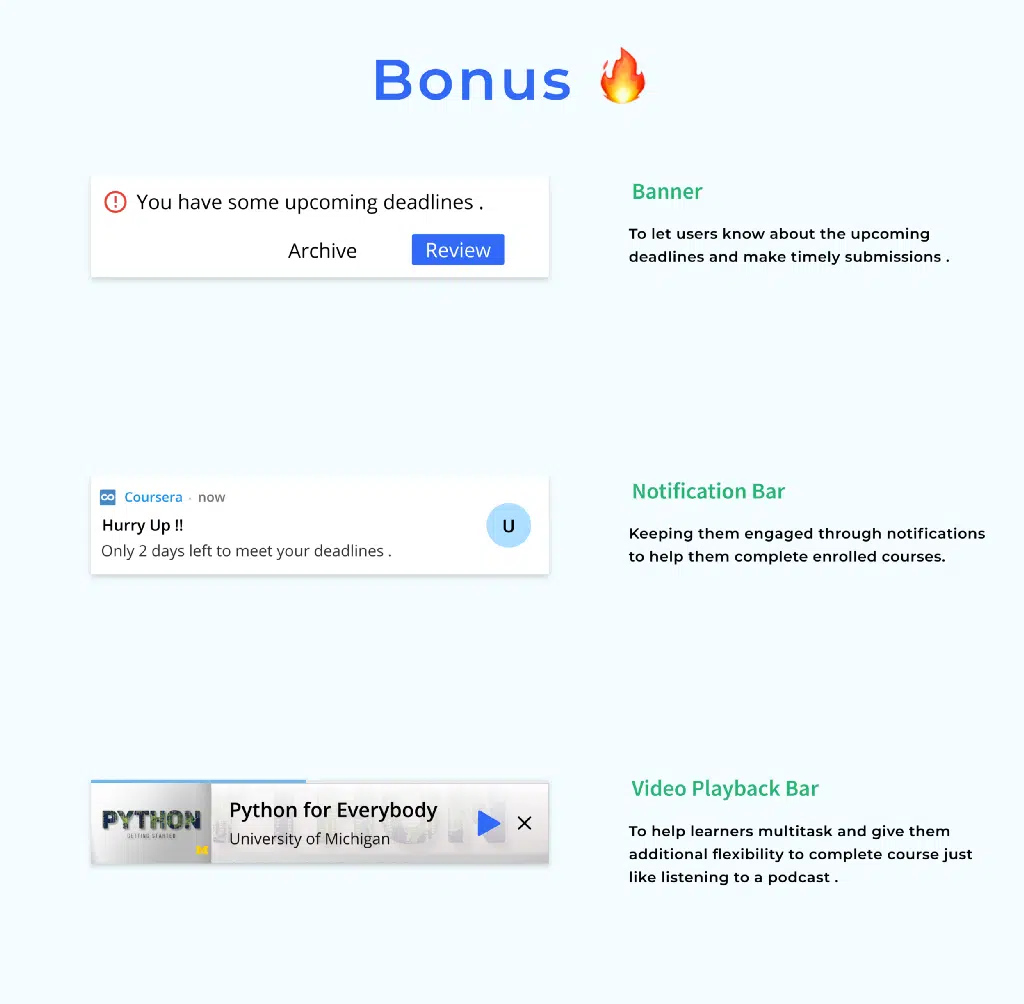 Bonus 🔥
You have some upcoming deadlines .
Archive
Review
Banner
To let users know about the upcoming
deadlines and make timely submissions .
Coursera · now
Hurry Up !!
Only 2 days left to meet your deadlines .
U
Notification Bar
Keeping them engaged through notifications
to help them complete enrolled courses.
PYTHON
GETTING STARTED
Python for Everybody
University of Michigan
Video Playback Bar
To help learners multitask and give them
additional flexibility to complete course just
like listening to a podcast .